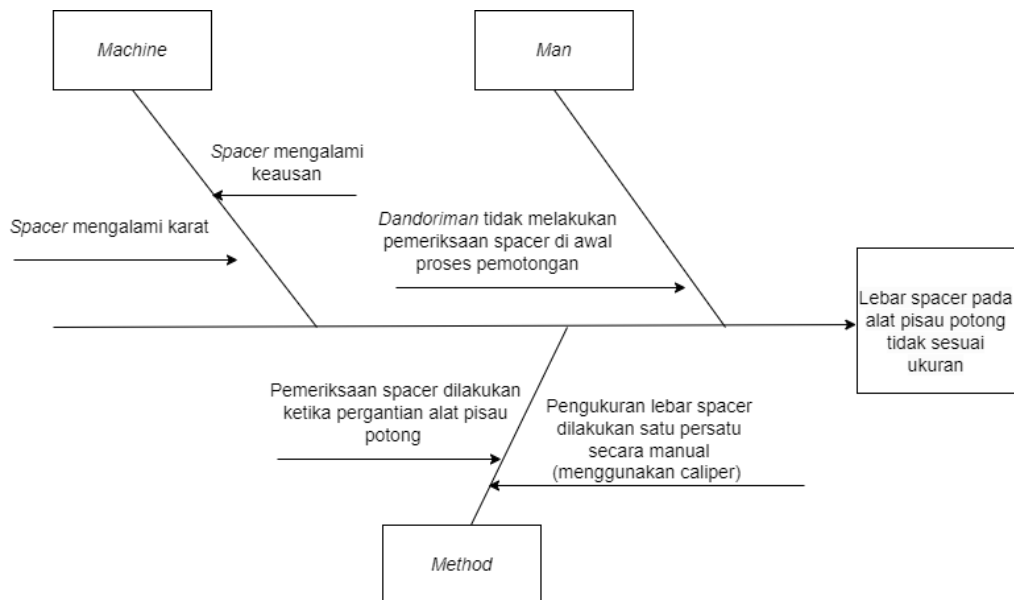 Machine
Man
Spacer mengalami
keausan
Spacer mengalami karat
Dandoriman tidak melakukan
pemeriksaan spacer di awal
proses pemotongan
Lebar spacer pada
alat pisau potong
tidak sesuai
ukuran
Pemeriksaan spacer dilakukan
ketika pergantian alat pisau
potong
Pengukuran lebar spacer
dilakukan satu persatu
secara manual
(menggunakan caliper)
Method